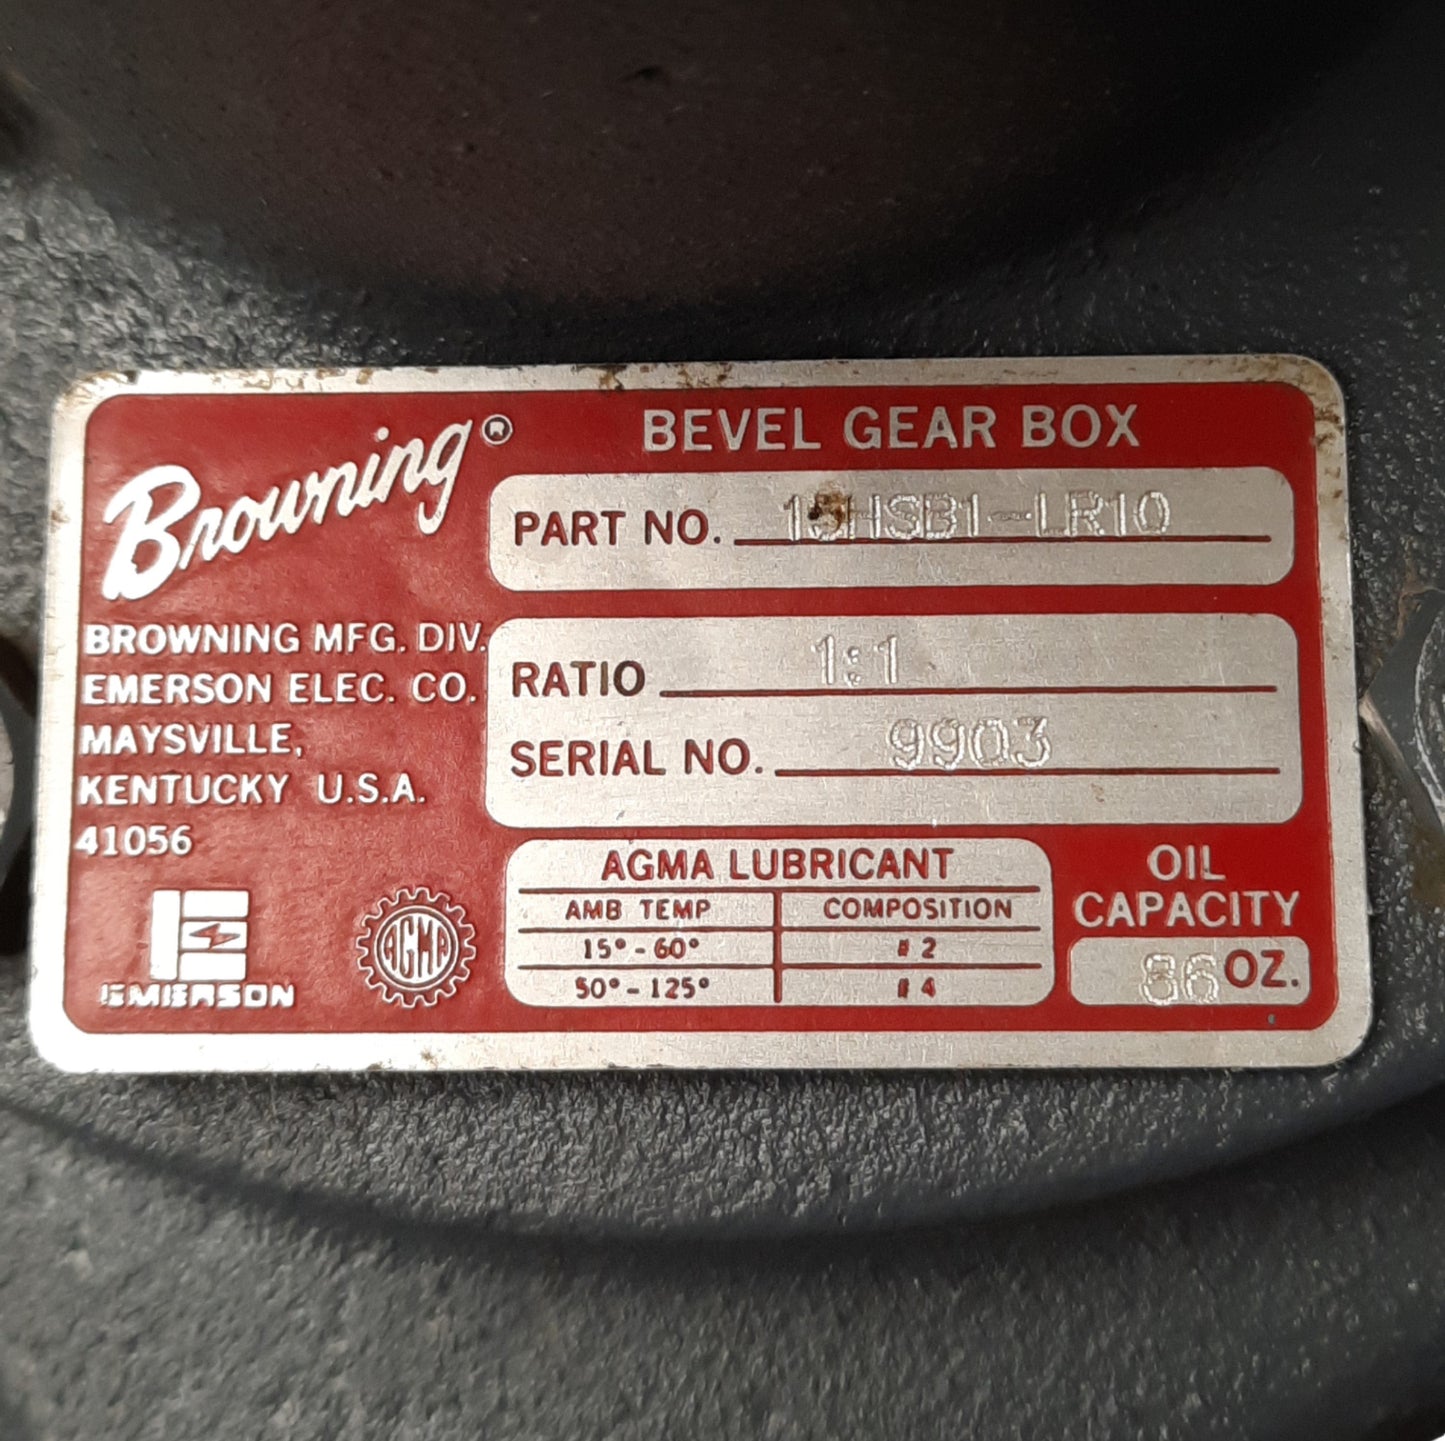 Browning®
BROWNING MFG. DIV.
EMERSON ELEC. CO.
MAYSVILLE,
KENTUCKY U.S.A.
41056
EMERSON
AGMA
BEVEL GEAR BOX
PART NO. 15HSB1-LR10
RATIO 1:1
SERIAL NO. 9903
AGMA LUBRICANT
AMB TEMP COMPOSITION
15° - 60° # 2
50° - 125° # 4
OIL
CAPACITY
86 OZ.